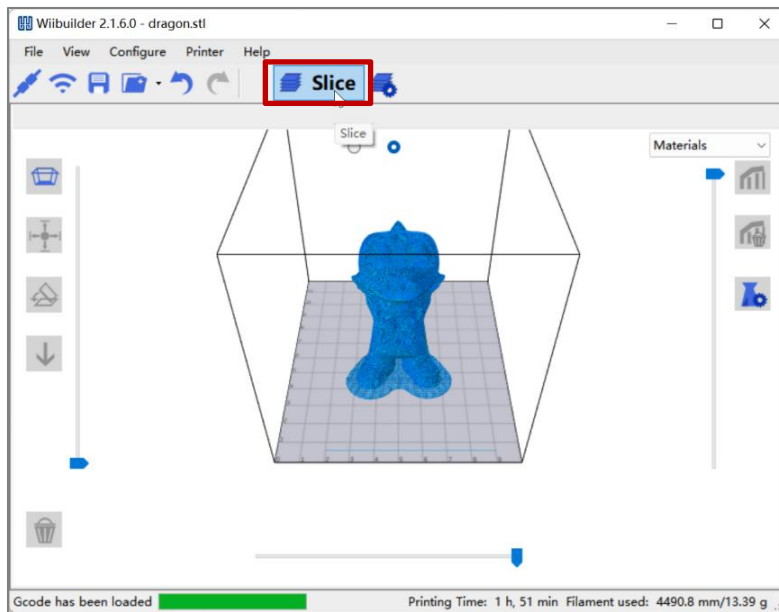 Wiibuilder 2.1.6.0 - dragon.stl
File View Configure Printer Help
Slice
Slice
Materials
Gcode has been loaded Printing Time: 1 h, 51 min Filament used: 4490.8 mm/13.39 g